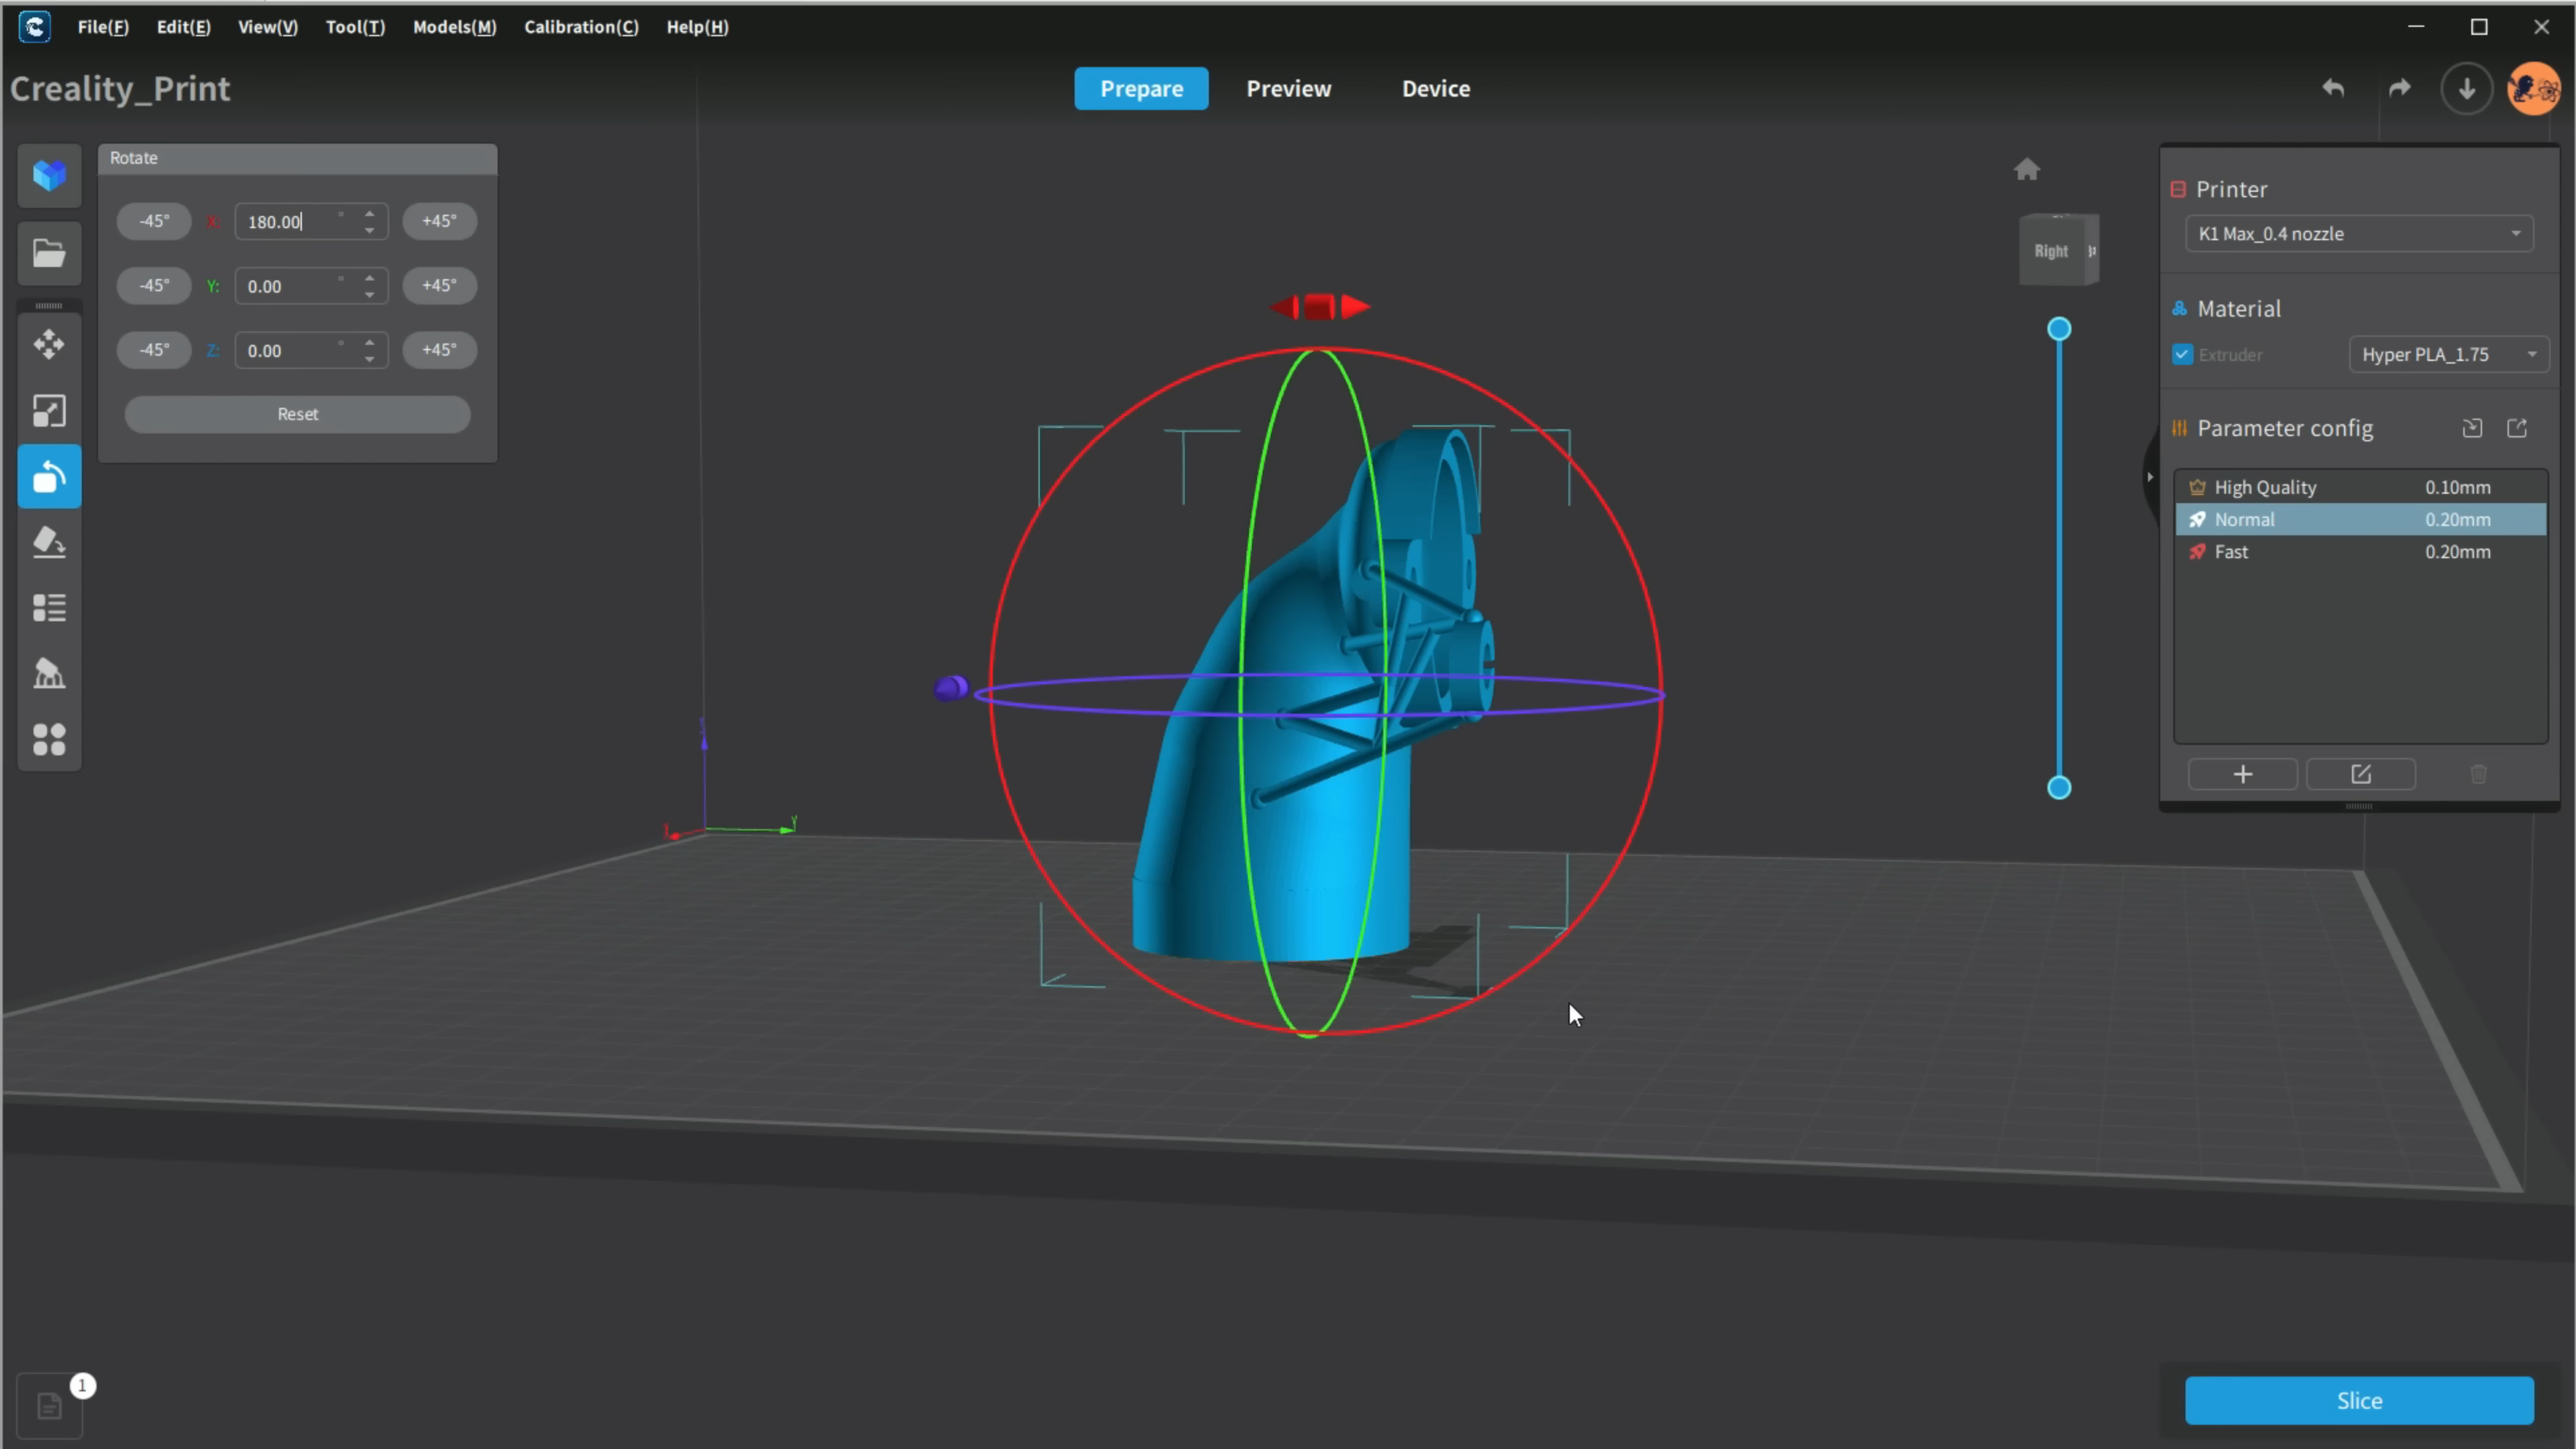 File(F) Edit(E) View(V) Tool(T) Models(M) Calibration(C) Help(H)
Creality_Print
Prepare Preview Device
Rotate
-45° X: 180.00 ° +45°
-45° Y: 0.00 ° +45°
-45° Z: 0.00 ° +45°
Reset
Right
Y
Printer
K1 Max_0.4 nozzle
Material
Extruder Hyper PLA_1.75
Parameter config
High Quality 0.10mm
Normal 0.20mm
Fast 0.20mm
1
Slice